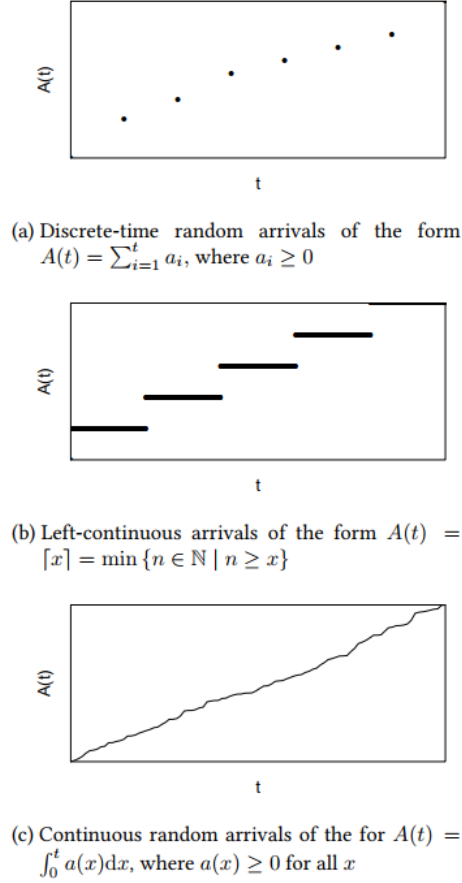 A(t)
t
(a) Discrete-time random arrivals of the form
A(t) = ∑_{i=1}^{t} a_i, where a_i ≥ 0
A(t)
t
(b) Left-continuous arrivals of the form A(t) =
⌈x⌉ = min {n ∈ ℕ | n ≥ x}
A(t)
t
(c) Continuous random arrivals of the for A(t) =
∫_0^t a(x)dx, where a(x) ≥ 0 for all x